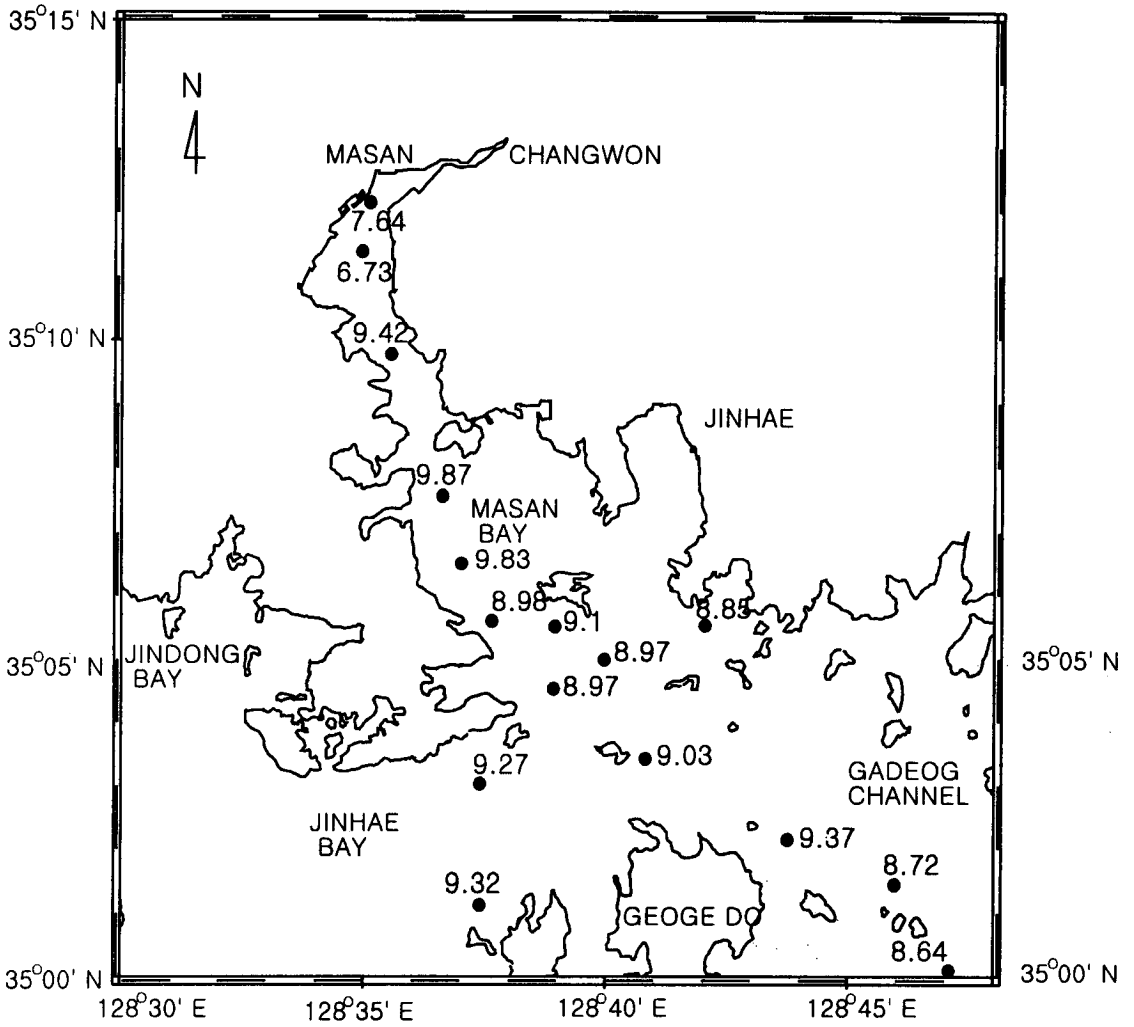 35°15' N
N
MASAN
CHANGWON
7.64
6.73
35°10' N
9.42
JINHAE
9.87
MASAN
BAY
9.83
8.98
9.1
8.85
JINDONG
BAY
35°05' N
8.97
35°05' N
8.97
9.03
9.27
GADEOG
CHANNEL
JINHAE
BAY
9.37
9.32
8.72
GEOGE DO
8.64
35°00' N
35°00' N
128°30' E
128°35' E
128°40' E
128°45' E